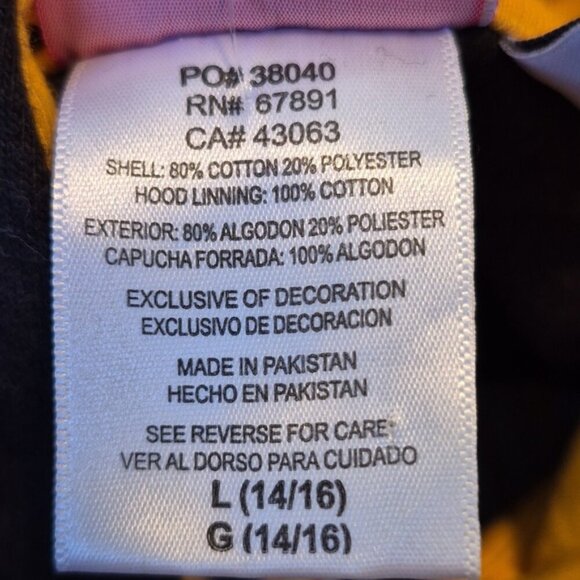 PO# 38040
RN# 67891
CA# 43063
SHELL: 80% COTTON 20% POLYESTER
HOOD LINNING: 100% COTTON
EXTERIOR: 80% ALGODON 20% POLIESTER
CAPUCHA FORRADA: 100% ALGODON
EXCLUSIVE OF DECORATION
EXCLUSIVO DE DECORACION
MADE IN PAKISTAN
HECHO EN PAKISTAN
SEE REVERSE FOR CARE
VER AL DORSO PARA CUIDADO
L (14/16)
G (14/16)